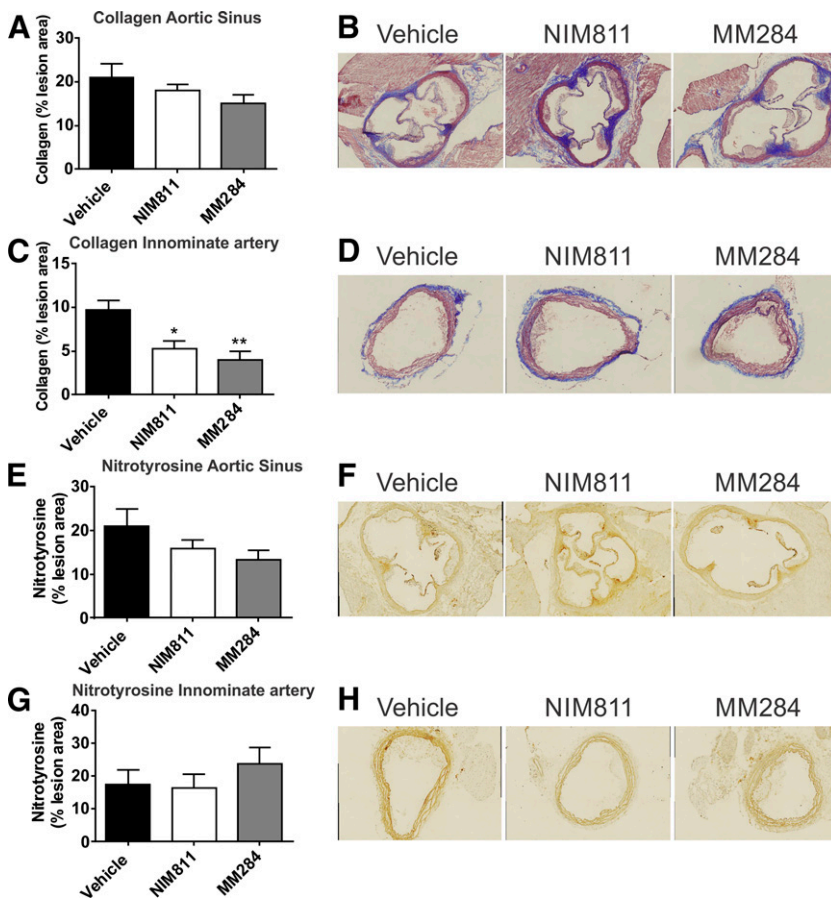 A
Collagen Aortic Sinus
Collagen (% lesion area)
30
20
10
0
Vehicle
NIM811
MM284
B
Vehicle
NIM811
MM284
C
Collagen Innominate artery
Collagen (% lesion area)
15
10
5
0
*
**
Vehicle
NIM811
MM284
D
Vehicle
NIM811
MM284
E
Nitrotyrosine Aortic Sinus
Nitrotyrosine
(% lesion area)
30
20
10
0
Vehicle
NIM811
MM284
F
Vehicle
NIM811
MM284
G
Nitrotyrosine Innominate artery
Nitrotyrosine
(% lesion area)
40
30
20
10
0
Vehicle
NIM811
MM284
H
Vehicle
NIM811
MM284